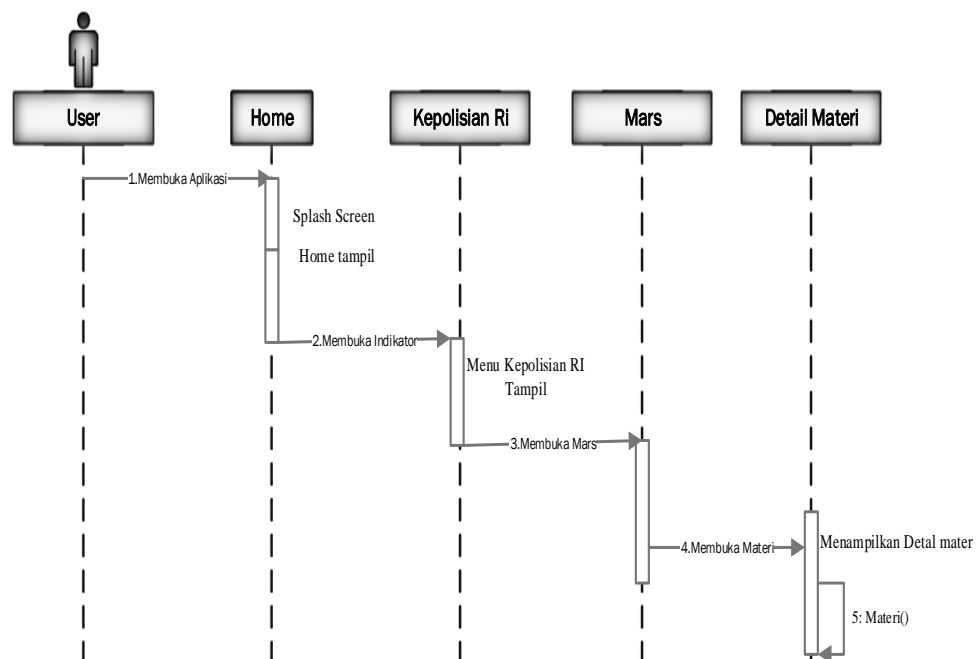 User
Home
Kepolisian Ri
Mars
Detail Materi
1.Membuka Aplikasi
Splash Screen
Home tampil
2.Membuka Indikator
Menu Kepolisian RI
Tampil
3.Membuka Mars
4.Membuka Materi
Menampilkan Detal mater
5: Materi()